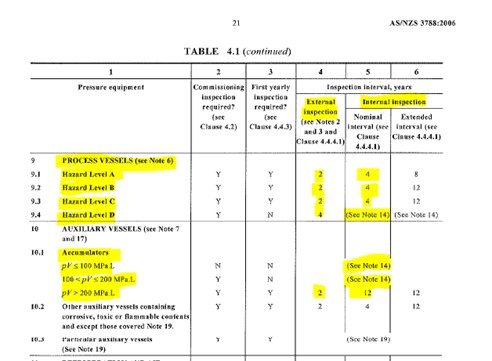 21 AS/NZS 3788:2006
TABLE 4.1 (continued)
1 2 3 4 5 6
Pressure equipment Commissioning inspection required? (see Clause 4.2) First yearly inspection required? (see Clause 4.4.3) Inspection interval, years
External inspection (see Notes 2 and 3 and Clause 4.4.4.1) Internal inspection
Nominal interval (see Clause 4.4.4.1) Extended interval (see Clause 4.4.4.1)
9 PROCESS VESSELS (see Note 6)
9.1 Hazard Level A Y Y 2 4 8
9.2 Hazard Level B Y Y 2 4 12
9.3 Hazard Level C Y Y 2 4 12
9.4 Hazard Level D Y N 4 (See Note 14) (See Note 14)
10 AUXILIARY VESSELS (see Note 7
and 17)
10.1 Accumulators
pV ≤ 100 MPa.L N N (See Note 14)
100 < pV ≤ 200 MPa.L Y N (See Note 14)
pV > 200 MPa.L Y Y 2 12 12
10.2 Other auxiliary vessels containing Y Y 2 4 12
corrosive, toxic or flammable contents
and except those covered Note 19.
10.3 Particular auxiliary vessels Y Y (See Note 19)
(See Note 19)